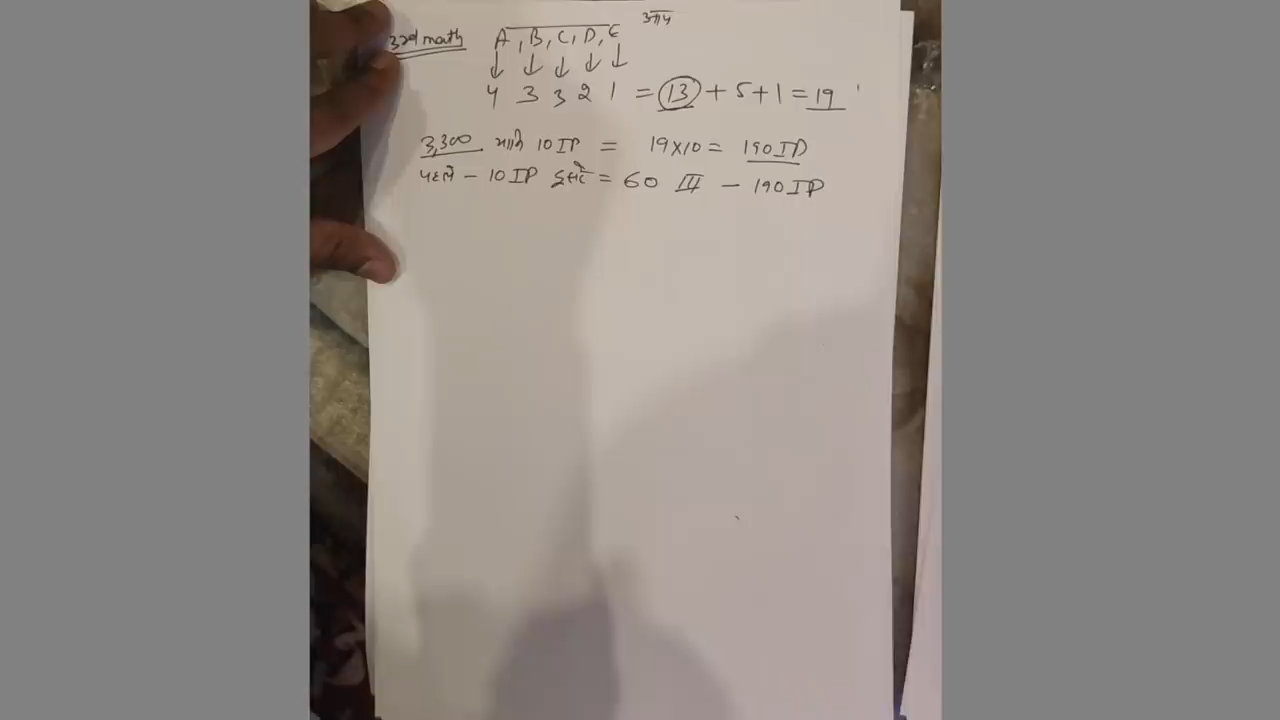 3rd math A, B, C, D, E
↓ ↓ ↓ ↓ ↓
4 3 3 2 1 = 13 + 5 + 1 = 19
3,300 माने 10 IP = 19×10 = 190 IP
पहले - 10 IP = 60 III - 190 IP